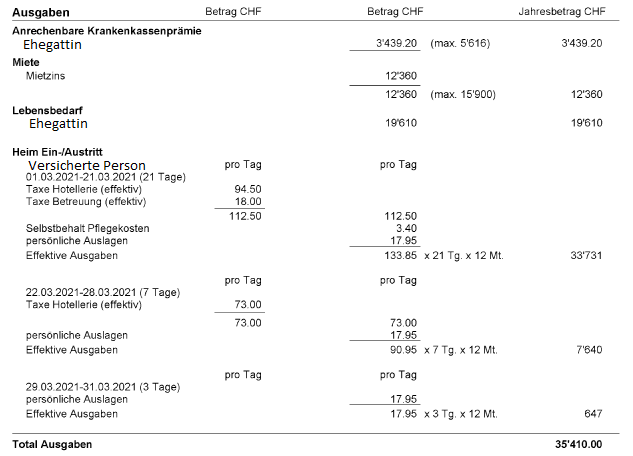 Ausgaben Betrag CHF Betrag CHF Jahresbetrag CHF
Anrechenbare Krankenkassenprämie
Ehegattin 3'439.20 (max. 5'616) 3'439.20
Miete
Mietzins 12'360
12'360 (max. 15'900) 12'360
Lebensbedarf
Ehegattin 19'610 19'610
Heim Ein-/Austritt
Versicherte Person pro Tag pro Tag
01.03.2021-21.03.2021 (21 Tage)
Taxe Hotellerie (effektiv) 94.50
Taxe Betreuung (effektiv) 18.00
112.50 112.50
Selbstbehalt Pflegekosten 3.40
persönliche Auslagen 17.95
Effektive Ausgaben 133.85 x 21 Tg. x 12 Mt. 33'731
pro Tag pro Tag
22.03.2021-28.03.2021 (7 Tage)
Taxe Hotellerie (effektiv) 73.00
73.00 73.00
persönliche Auslagen 17.95
Effektive Ausgaben 90.95 x 7 Tg. x 12 Mt. 7'640
pro Tag pro Tag
29.03.2021-31.03.2021 (3 Tage)
persönliche Auslagen 17.95
Effektive Ausgaben 17.95 x 3 Tg. x 12 Mt. 647
Total Ausgaben 35'410.00